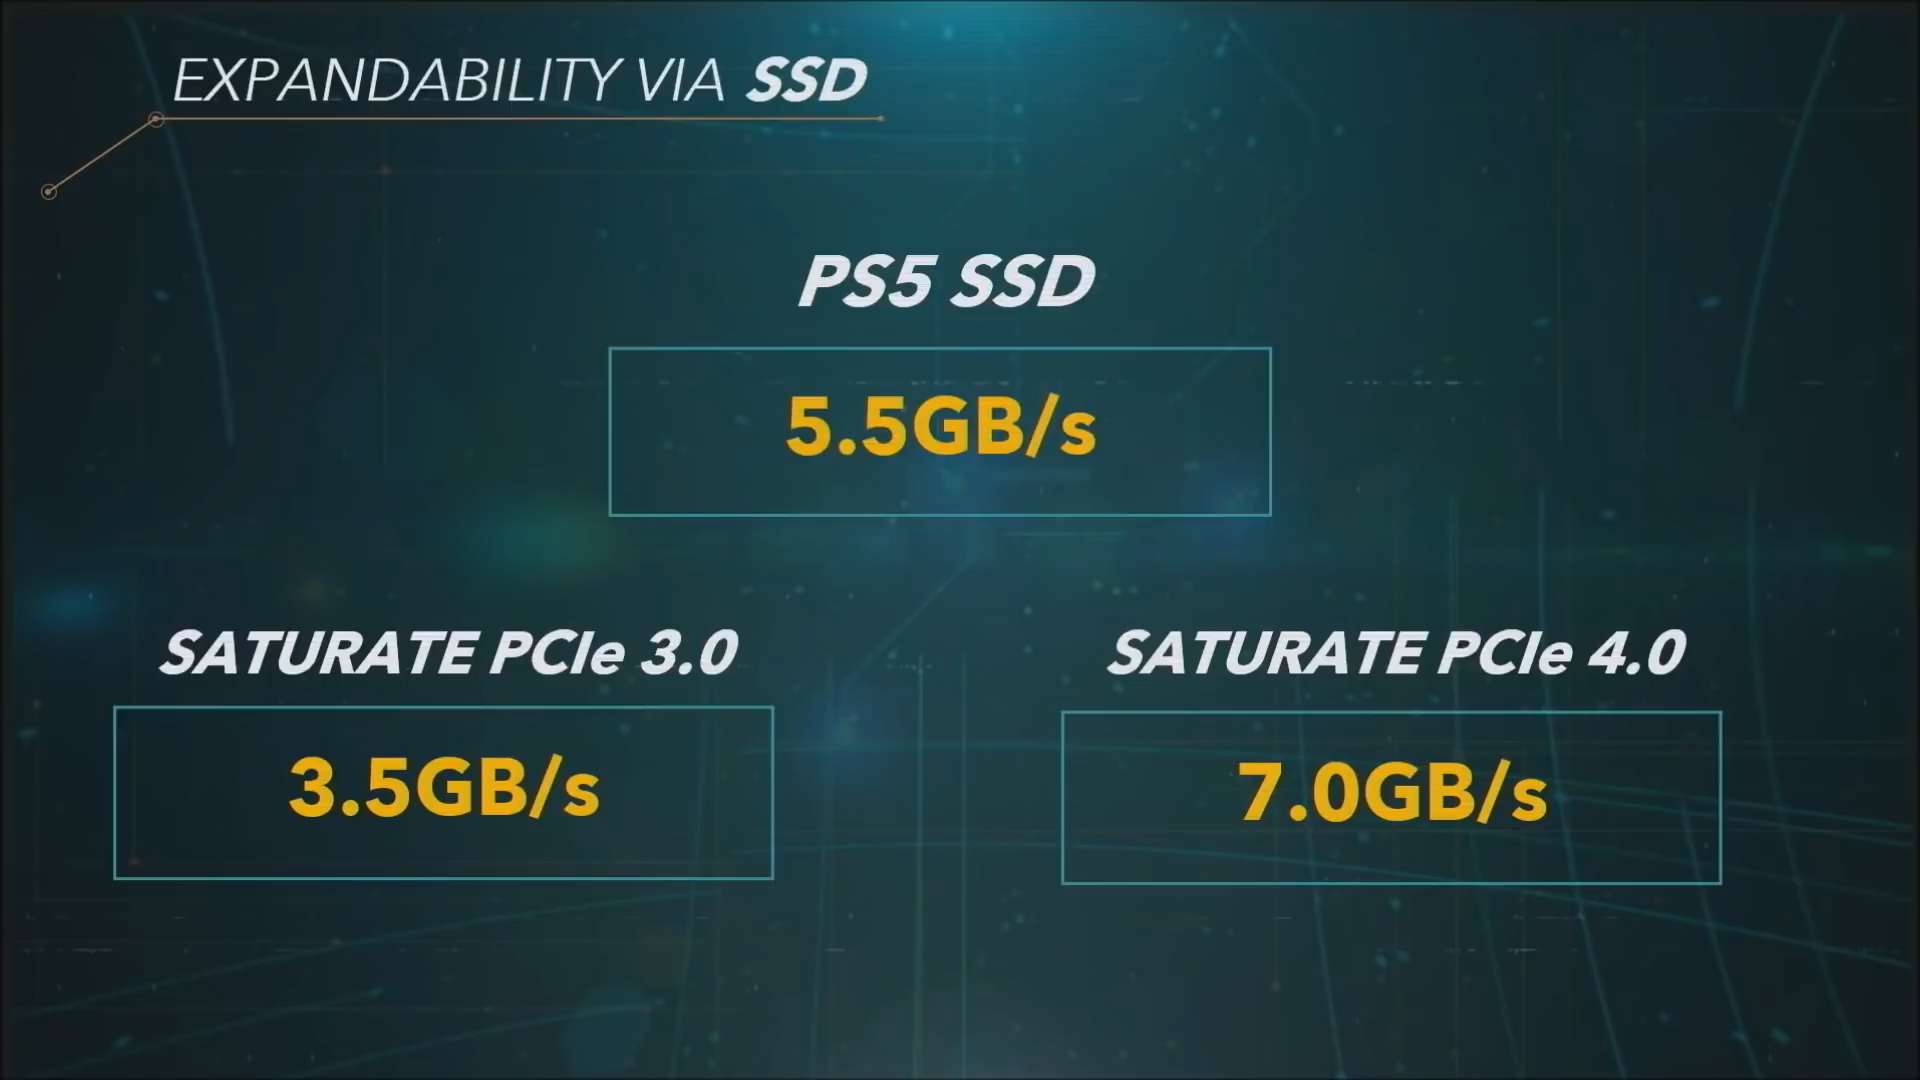 EXPANDABILITY VIA SSD
PS5 SSD
5.5GB/s
SATURATE PCIe 3.0
3.5GB/s
SATURATE PCIe 4.0
7.0GB/s